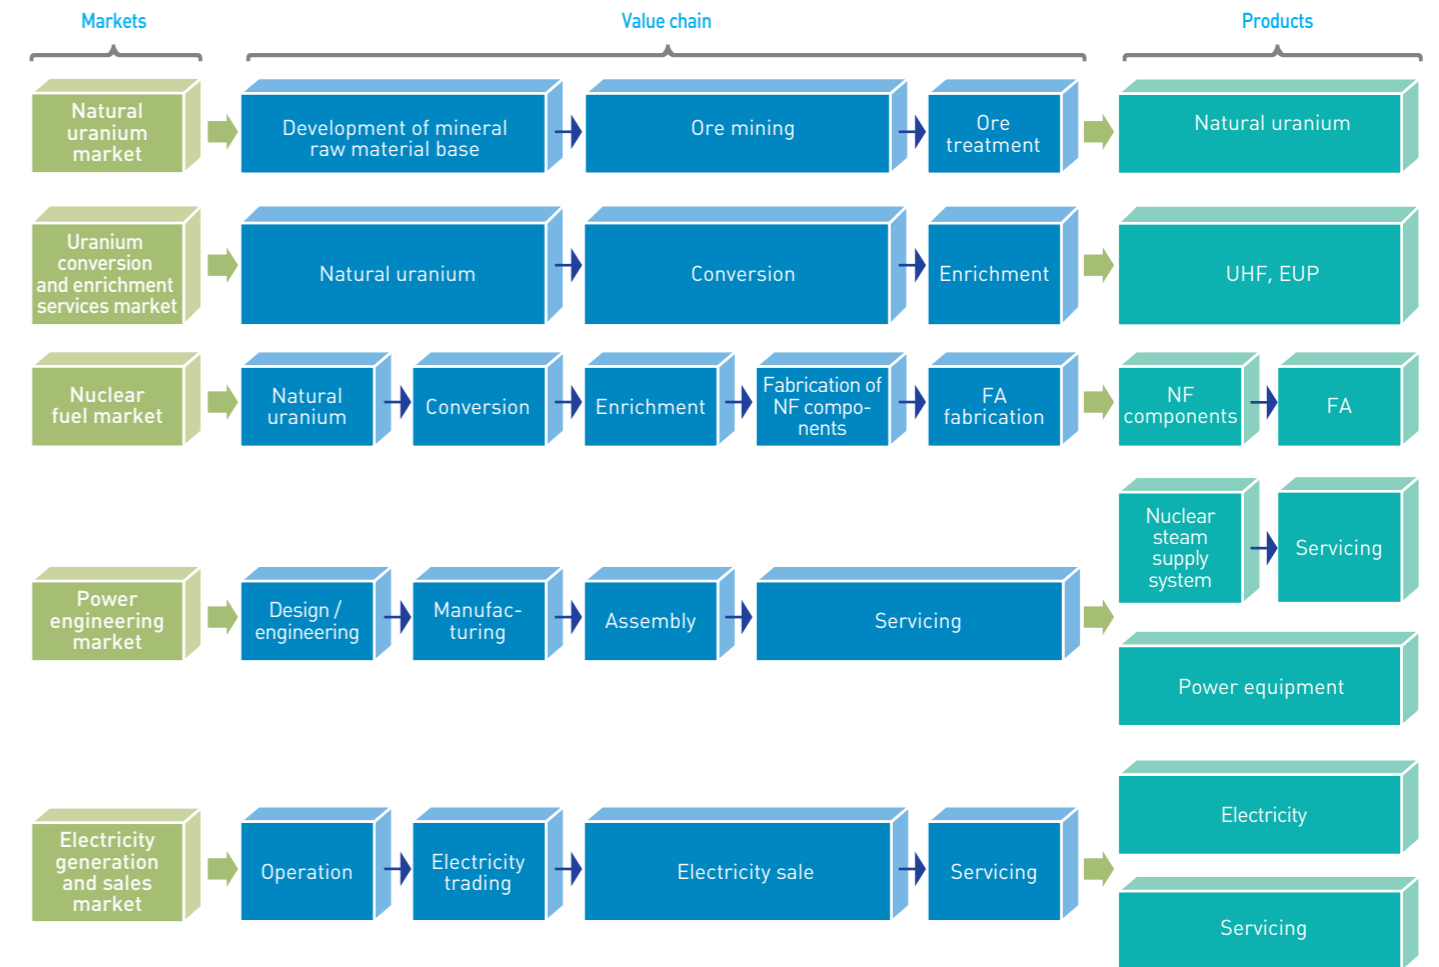 Markets
Value chain
Products
Natural
uranium
market
Development of mineral
raw material base
Ore mining
Ore
treatment
Natural uranium
Uranium
conversion
and enrichment
services market
Natural uranium
Conversion
Enrichment
UHF, EUP
Nuclear
fuel market
Natural
uranium
Conversion
Enrichment
Fabrication of
NF compo-
nents
FA
fabrication
NF
components
FA
Power
engineering
market
Design /
engineering
Manufac-
turing
Assembly
Servicing
Nuclear
steam
supply
system
Servicing
Power equipment
Electricity
generation
and sales
market
Operation
Electricity
trading
Electricity sale
Servicing
Electricity
Servicing